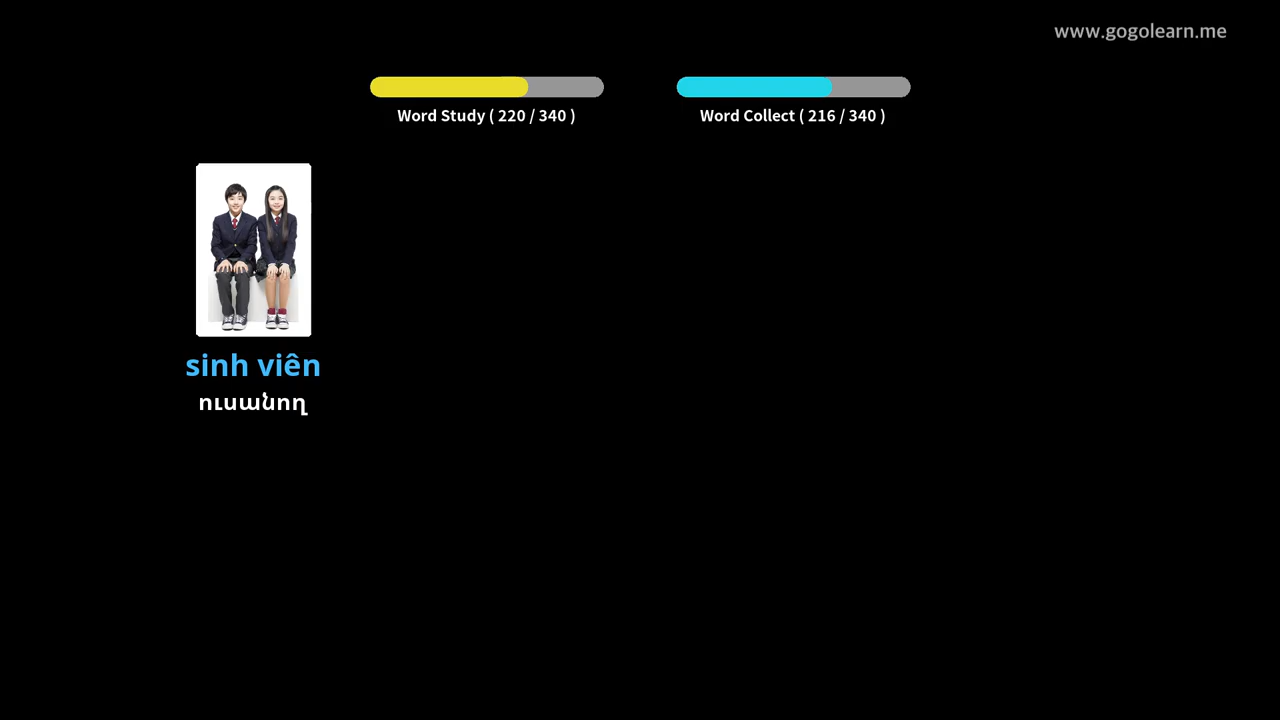 www.gogolearn.me
Word Study ( 220 / 340 )
Word Collect ( 216 / 340 )
sinh viên
ուսանող